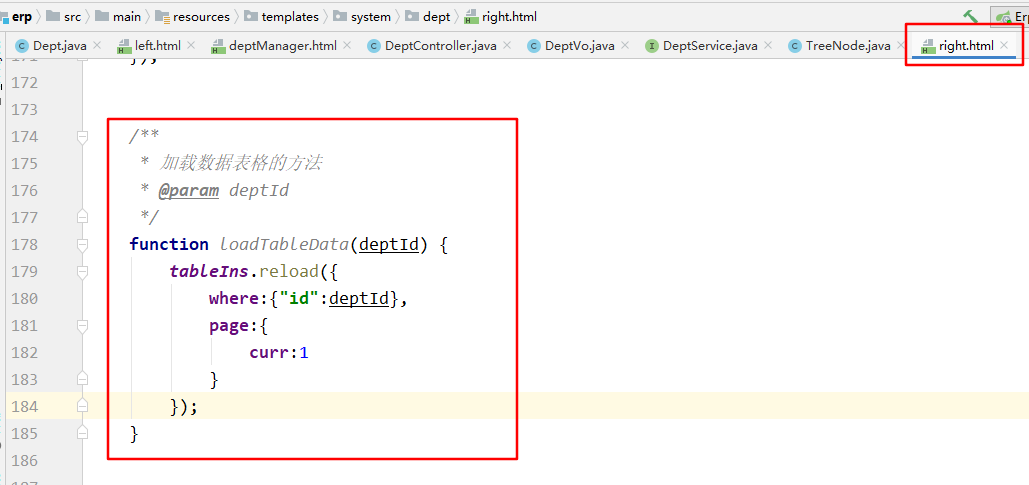 erp src main resources templates system dept right.html
Dept.java left.html deptManager.html DeptController.java DeptVo.java DeptService.java TreeNode.java right.html
171 });
172
173
174 /**
175 * 加载数据表格的方法
176 * @param deptId
177 */
178 function loadTableData(deptId) {
179 tableIns.reload({
180 where:{"id":deptId},
181 page:{
182 curr:1
183 }
184 });
185 }
186